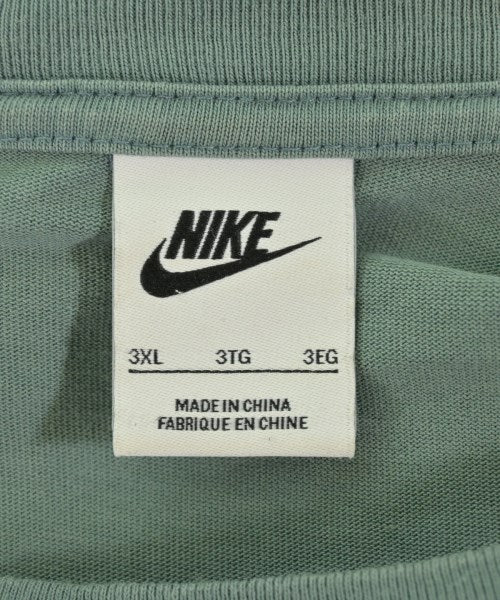 NIKE
3XL 3TG 3EG
MADE IN CHINA
FABRIQUE EN CHINE